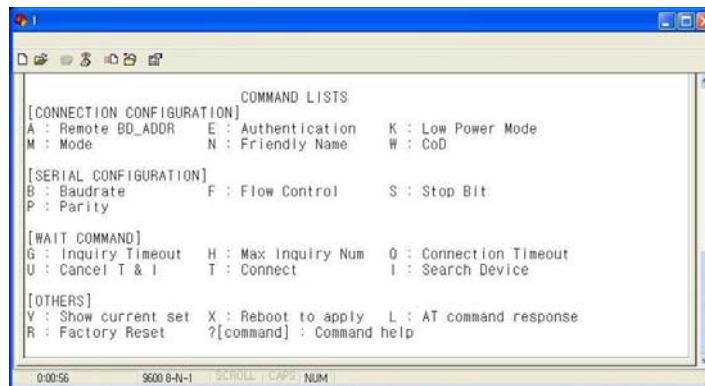 1
COMMAND LISTS
[CONNECTION CONFIGURATION]
A : Remote BD_ADDR E : Authentication K : Low Power Mode
M : Mode N : Friendly Name W : CoD
[SERIAL CONFIGURATION]
B : Baudrate F : Flow Control S : Stop Bit
P : Parity
[WAIT COMMAND]
G : Inquiry Timeout H : Max Inquiry Num Q : Connection Timeout
U : Cancel T & I T : Connect I : Search Device
[OTHERS]
V : Show current set X : Reboot to apply L : AT command response
R : Factory Reset ?[command] : Command help
0:00:56 9600 8-N-1 SCROLL CAPS NUM